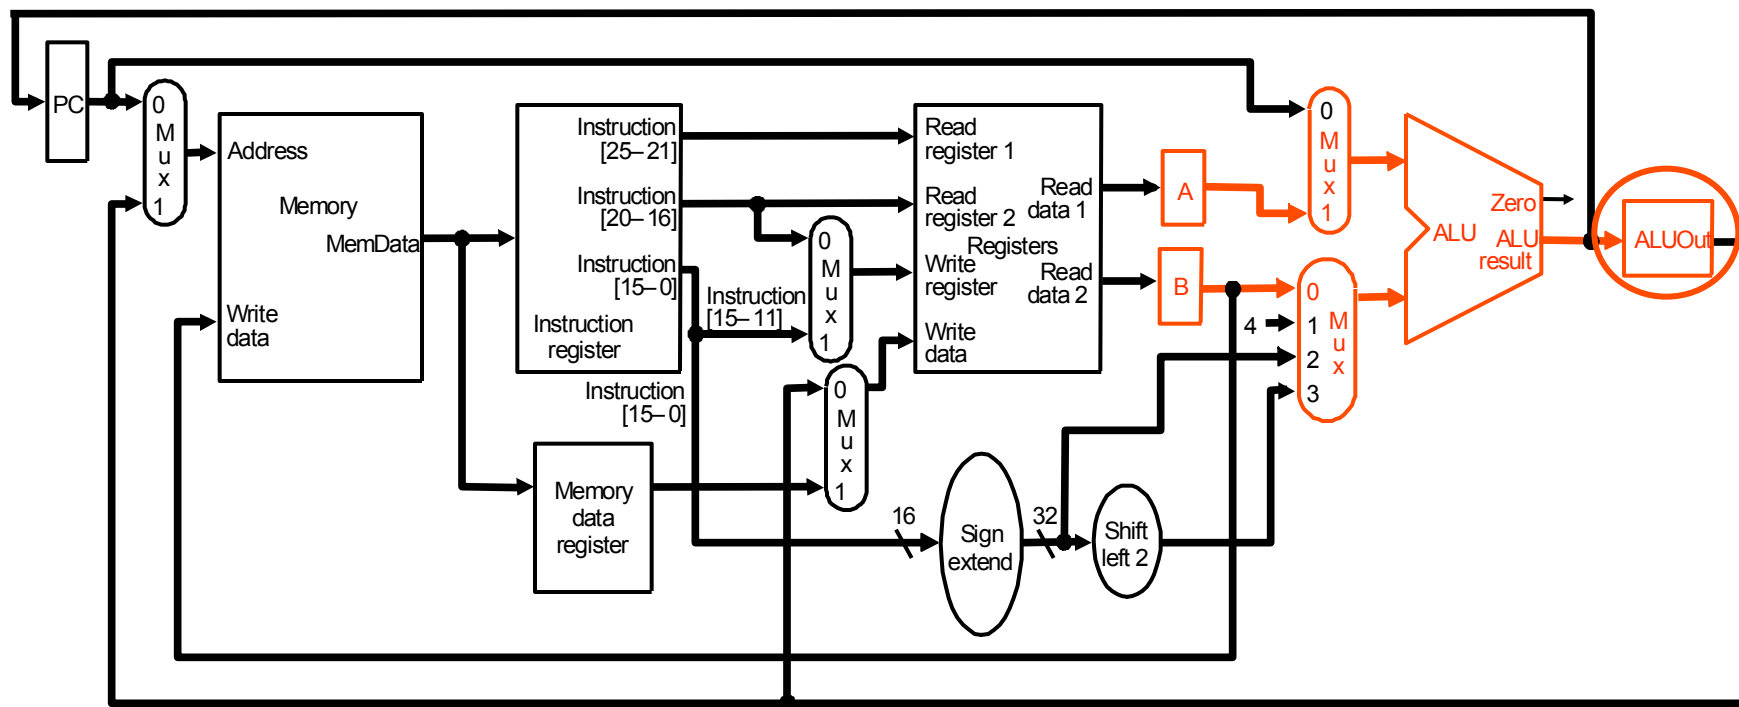 PC
0
M
u
x
1
Address
Memory
MemData
Write
data
Instruction
[25–21]
Instruction
[20–16]
Instruction
[15–0]
Instruction
register
Instruction
[15–11]
Instruction
[15–0]
0
M
u
x
1
0
M
u
x
1
Memory
data
register
Read
register 1
Read
register 2
Registers
Write
register
Write
data
Read
data 1
Read
data 2
16
Sign
extend
32
Shift
left 2
A
B
4
0
M
u
x
1
0
1
2
3
M
u
x
Zero
ALU
ALU
result
ALUOut